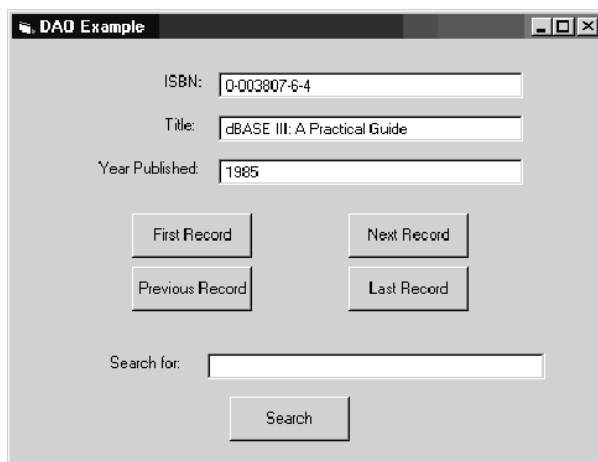 DAO Example
ISBN: 0-003807-6-4
Title: dBASE III: A Practical Guide
Year Published: 1985
First Record Next Record
Previous Record Last Record
Search for:
Search